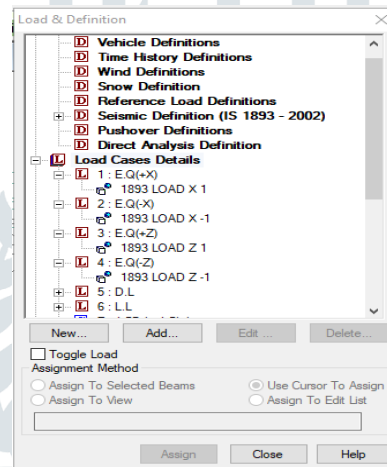 Load & Definition
D Vehicle Definitions
D Time History Definitions
D Wind Definitions
D Snow Definition
D Reference Load Definitions
D Seismic Definition (IS 1893 - 2002)
D Pushover Definitions
D Direct Analysis Definition
L Load Cases Details
L 1 : E.Q(+X)
1893 LOAD X 1
L 2 : E.Q(-X)
1893 LOAD X -1
L 3 : E.Q(+Z)
1893 LOAD Z 1
L 4 : E.Q(-Z)
1893 LOAD Z -1
L 5 : D.L
L 6 : L.L
New... Add... Edit ... Delete...
Toggle Load
Assignment Method
Assign To Selected Beams Use Cursor To Assign
Assign To View Assign To Edit List
Assign Close Help